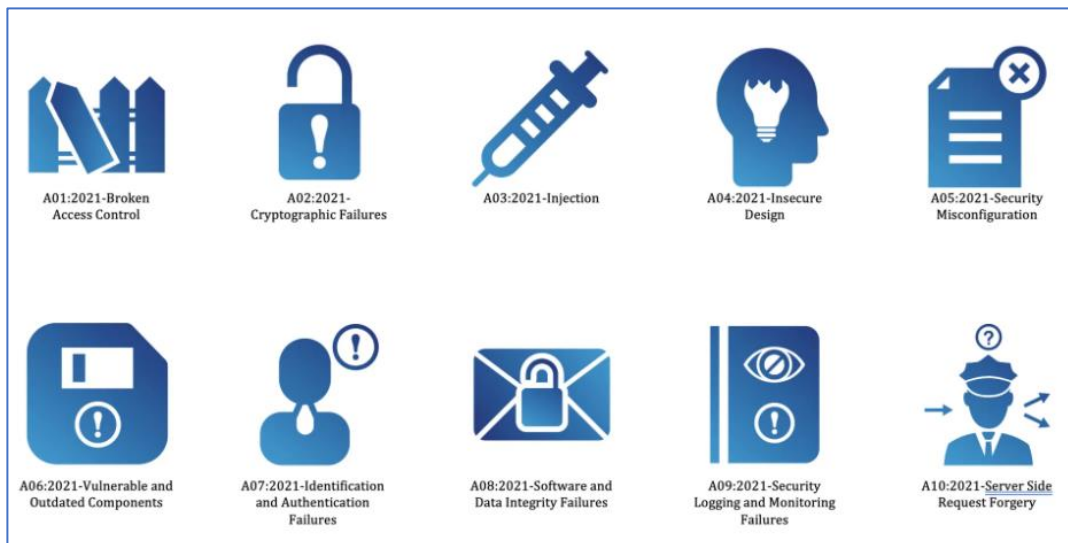 A01:2021-Broken
Access Control
A02:2021-
Cryptographic Failures
A03:2021-Injection
A04:2021-Insecure
Design
A05:2021-Security
Misconfiguration
A06:2021-Vulnerable and
Outdated Components
A07:2021-Identification
and Authentication
Failures
A08:2021-Software and
Data Integrity Failures
A09:2021-Security
Logging and Monitoring
Failures
?
A10:2021-Server Side
Request Forgery